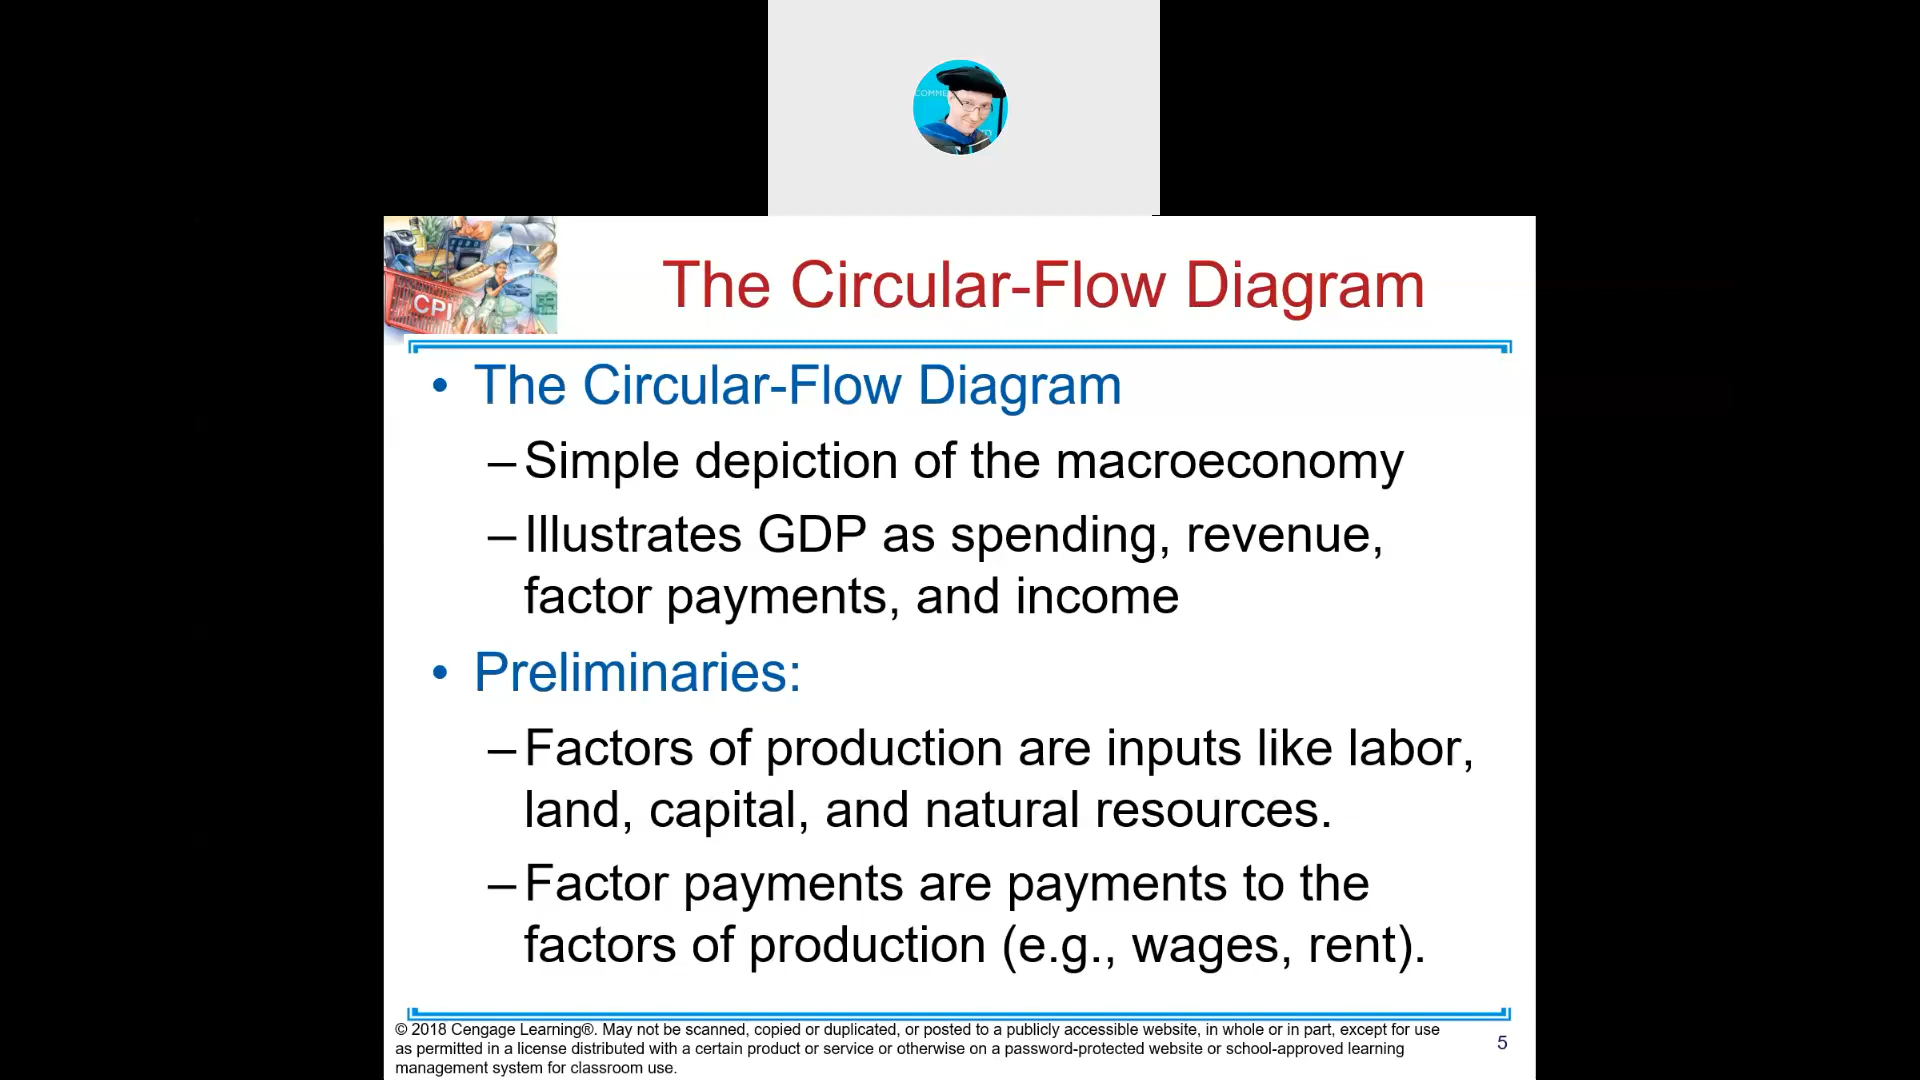 COMME
CPI
The Circular-Flow Diagram
• The Circular-Flow Diagram
– Simple depiction of the macroeconomy
– Illustrates GDP as spending, revenue,
factor payments, and income
• Preliminaries:
– Factors of production are inputs like labor,
land, capital, and natural resources.
– Factor payments are payments to the
factors of production (e.g., wages, rent).
© 2018 Cengage Learning®. May not be scanned, copied or duplicated, or posted to a publicly accessible website, in whole or in part, except for use
as permitted in a license distributed with a certain product or service or otherwise on a password-protected website or school-approved learning
management system for classroom use.
5